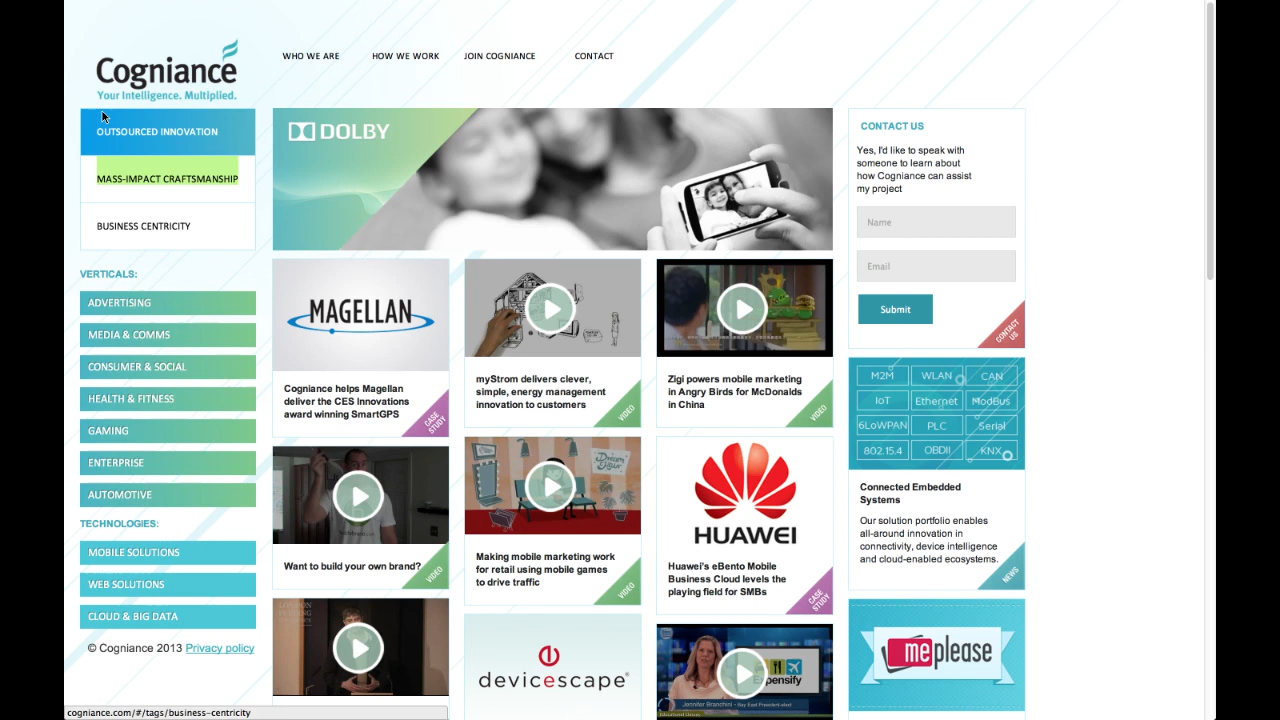 Cogniance
Your Intelligence. Multiplied.
WHO WE ARE
HOW WE WORK
JOIN COGNIANCE
CONTACT
OUTSOURCED INNOVATION
MASS-IMPACT CRAFTSMANSHIP
BUSINESS CENTRICITY
VERTICALS:
ADVERTISING
MEDIA & COMMS
CONSUMER & SOCIAL
HEALTH & FITNESS
GAMING
ENTERPRISE
AUTOMOTIVE
TECHNOLOGIES:
MOBILE SOLUTIONS
WEB SOLUTIONS
CLOUD & BIG DATA
© Cogniance 2013 Privacy policy
DOLBY
MAGELLAN
Cogniance helps Magellan
deliver the CES Innovations
award winning SmartGPS
CASE
STUDY
Want to build your own brand?
VIDEO
myStrom delivers clever,
simple, energy management
innovation to customers
VIDEO
Making mobile marketing work
for retail using mobile games
to drive traffic
VIDEO
devicescape
Zigi powers mobile marketing
in Angry Birds for McDonalds
in China
VIDEO
HUAWEI
Huawei's eBento Mobile
Business Cloud levels the
playing field for SMBs
CASE
STUDY
Expensify
Jennifer Branchini - Bay East President-elect
CONTACT US
Yes, I'd like to speak with
someone to learn about
how Cogniance can assist
my project
Name
Email
Submit
CONTACT
US
M2M WLAN CAN
IoT Ethernet ModBus
6LoWPAN PLC Serial
802.15.4 OBDII KNX
Connected Embedded
Systems
Our solution portfolio enables
all-around innovation in
connectivity, device intelligence
and cloud-enabled ecosystems.
NEWS
meplease